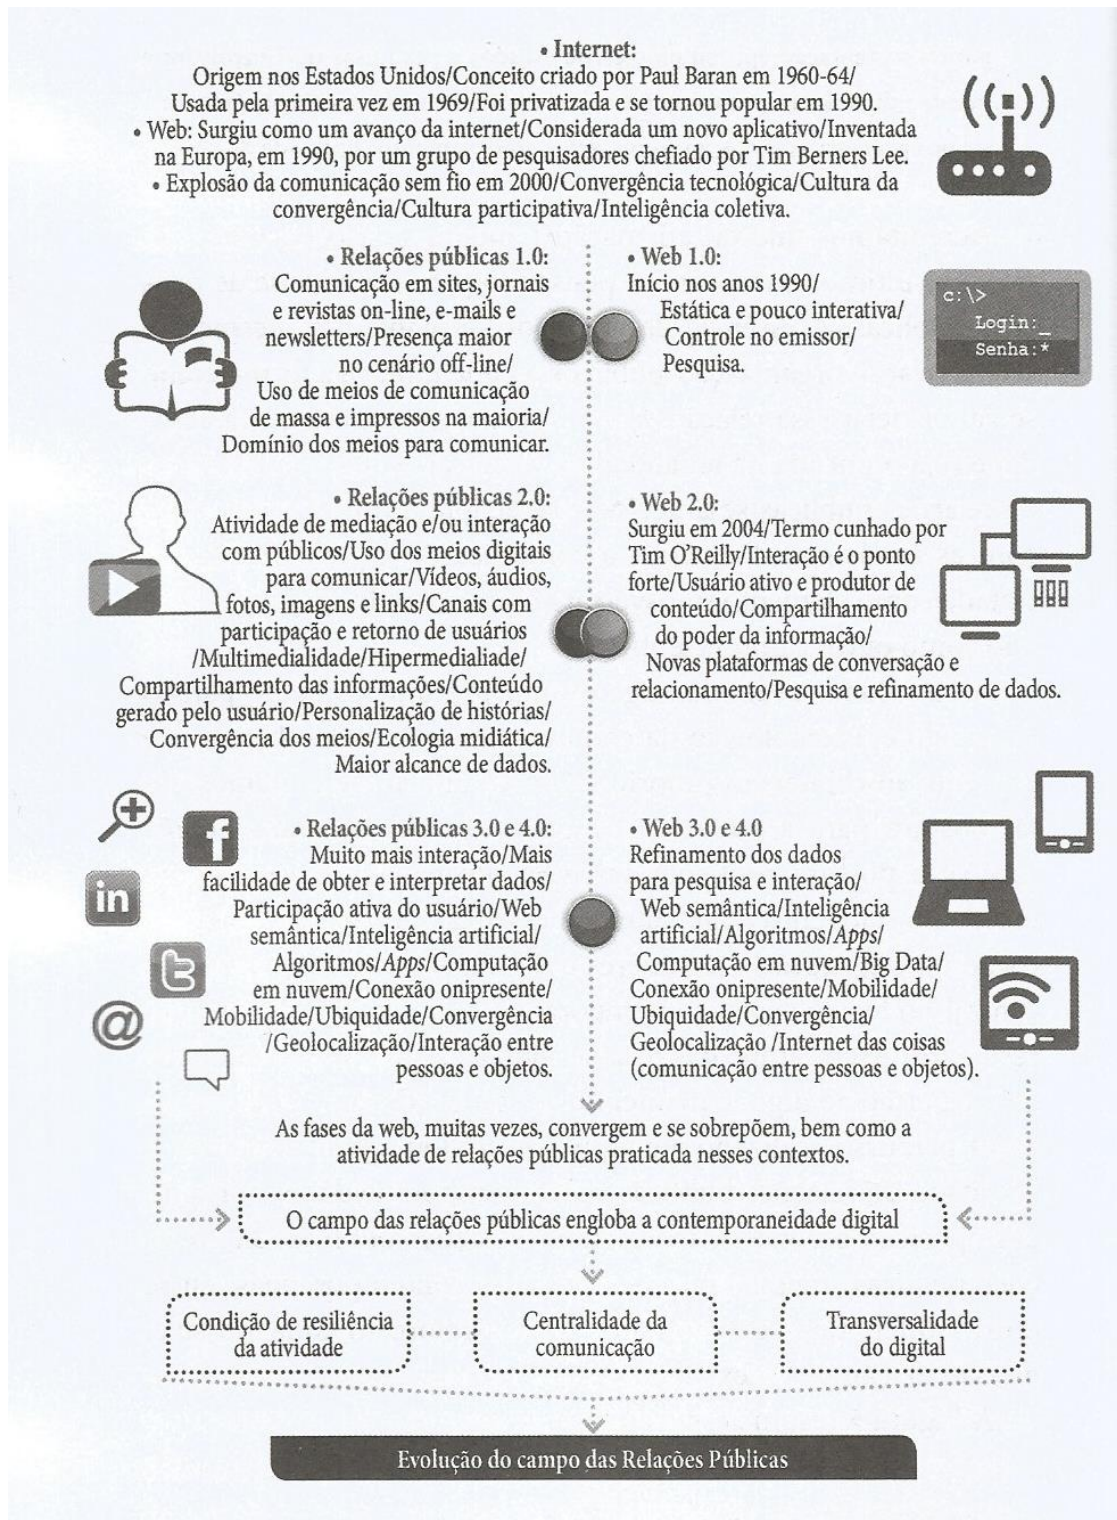 • Internet:
Origem nos Estados Unidos/Conceito criado por Paul Baran em 1960-64/
Usada pela primeira vez em 1969/Foi privatizada e se tornou popular em 1990.
• Web: Surgiu como um avanço da internet/Considerada um novo aplicativo/Inventada
na Europa, em 1990, por um grupo de pesquisadores chefiado por Tim Berners Lee.
• Explosão da comunicação sem fio em 2000/Convergência tecnológica/Cultura da
convergência/Cultura participativa/Inteligência coletiva.
• Relações públicas 1.0:
Comunicação em sites, jornais
e revistas on-line, e-mails e
newsletters/Presença maior
no cenário off-line/
Uso de meios de comunicação
de massa e impressos na maioria/
Domínio dos meios para comunicar.
• Web 1.0:
Início nos anos 1990/
Estática e pouco interativa/
Controle no emissor/
Pesquisa.
c:\>
Login:_
Senha:*
• Relações públicas 2.0:
Atividade de mediação e/ou interação
com públicos/Uso dos meios digitais
para comunicar/Vídeos, áudios,
fotos, imagens e links/Canais com
participação e retorno de usuários
/Multimedialidade/Hipermedialiade/
Compartilhamento das informações/Conteúdo
gerado pelo usuário/Personalização de histórias/
Convergência dos meios/Ecologia midiática/
Maior alcance de dados.
• Web 2.0:
Surgiu em 2004/Termo cunhado por
Tim O'Reilly/Interação é o ponto
forte/Usuário ativo e produtor de
conteúdo/Compartilhamento
do poder da informação/
Novas plataformas de conversação e
relacionamento/Pesquisa e refinamento de dados.
f
in
t
@
• Relações públicas 3.0 e 4.0:
Muito mais interação/Mais
facilidade de obter e interpretar dados/
Participação ativa do usuário/Web
semântica/Inteligência artificial/
Algoritmos/Apps/Computação
em nuvem/Conexão onipresente/
Mobilidade/Ubiquidade/Convergência
/Geolocalização/Interação entre
pessoas e objetos.
• Web 3.0 e 4.0
Refinamento dos dados
para pesquisa e interação/
Web semântica/Inteligência
artificial/Algoritmos/Apps/
Computação em nuvem/Big Data/
Conexão onipresente/Mobilidade/
Ubiquidade/Convergência/
Geolocalização /Internet das coisas
(comunicação entre pessoas e objetos).
As fases da web, muitas vezes, convergem e se sobrepõem, bem como a
atividade de relações públicas praticada nesses contextos.
O campo das relações públicas engloba a contemporaneidade digital
Condição de resiliência
da atividade
Centralidade da
comunicação
Transversalidade
do digital
Evolução do campo das Relações Públicas